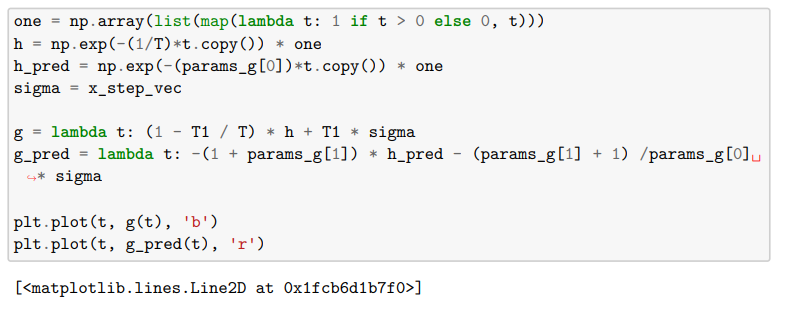 one = np.array(list(map(lambda t: 1 if t > 0 else 0, t)))
h = np.exp(-(1/T)*t.copy()) * one
h_pred = np.exp(-(params_g[0])*t.copy()) * one
sigma = x_step_vec
g = lambda t: (1 - T1 / T) * h + T1 * sigma
g_pred = lambda t: -(1 + params_g[1]) * h_pred - (params_g[1] + 1) /params_g[0]␣
↪* sigma
plt.plot(t, g(t), 'b')
plt.plot(t, g_pred(t), 'r')
[<matplotlib.lines.Line2D at 0x1fcb6d1b7f0>]